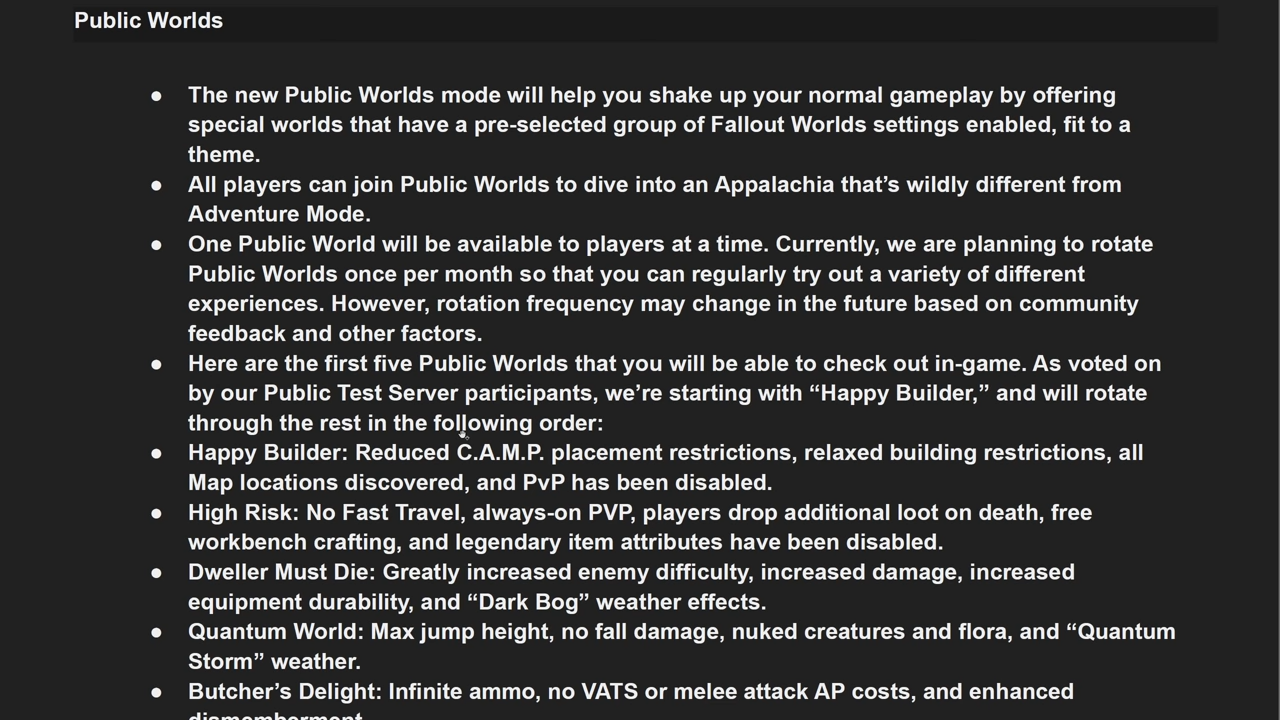 Public Worlds
● The new Public Worlds mode will help you shake up your normal gameplay by offering
special worlds that have a pre-selected group of Fallout Worlds settings enabled, fit to a
theme.
● All players can join Public Worlds to dive into an Appalachia that’s wildly different from
Adventure Mode.
● One Public World will be available to players at a time. Currently, we are planning to rotate
Public Worlds once per month so that you can regularly try out a variety of different
experiences. However, rotation frequency may change in the future based on community
feedback and other factors.
● Here are the first five Public Worlds that you will be able to check out in-game. As voted on
by our Public Test Server participants, we’re starting with “Happy Builder,” and will rotate
through the rest in the following order:
● Happy Builder: Reduced C.A.M.P. placement restrictions, relaxed building restrictions, all
Map locations discovered, and PvP has been disabled.
● High Risk: No Fast Travel, always-on PVP, players drop additional loot on death, free
workbench crafting, and legendary item attributes have been disabled.
● Dweller Must Die: Greatly increased enemy difficulty, increased damage, increased
equipment durability, and “Dark Bog” weather effects.
● Quantum World: Max jump height, no fall damage, nuked creatures and flora, and “Quantum
Storm” weather.
● Butcher’s Delight: Infinite ammo, no VATS or melee attack AP costs, and enhanced
dismemberment.